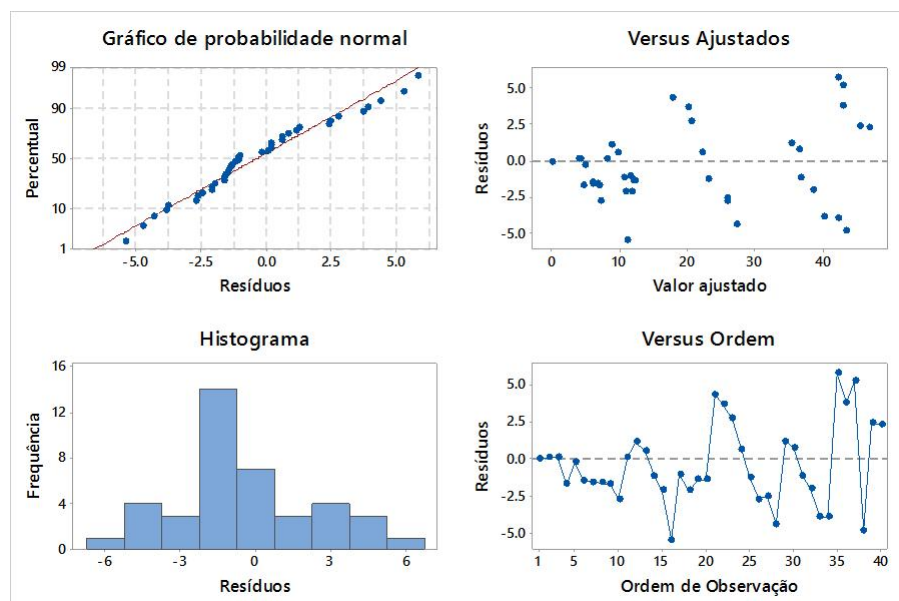 Gráfico de probabilidade normal
99
90
50
10
1
Percentual
-5.0 -2.5 0.0 2.5 5.0
Resíduos
Versus Ajustados
5.0
2.5
0.0
-2.5
-5.0
Resíduos
0 10 20 30 40
Valor ajustado
Histograma
16
12
8
4
0
Frequência
-6 -3 0 3 6
Resíduos
Versus Ordem
5.0
2.5
0.0
-2.5
-5.0
Resíduos
1 5 10 15 20 25 30 35 40
Ordem de Observação